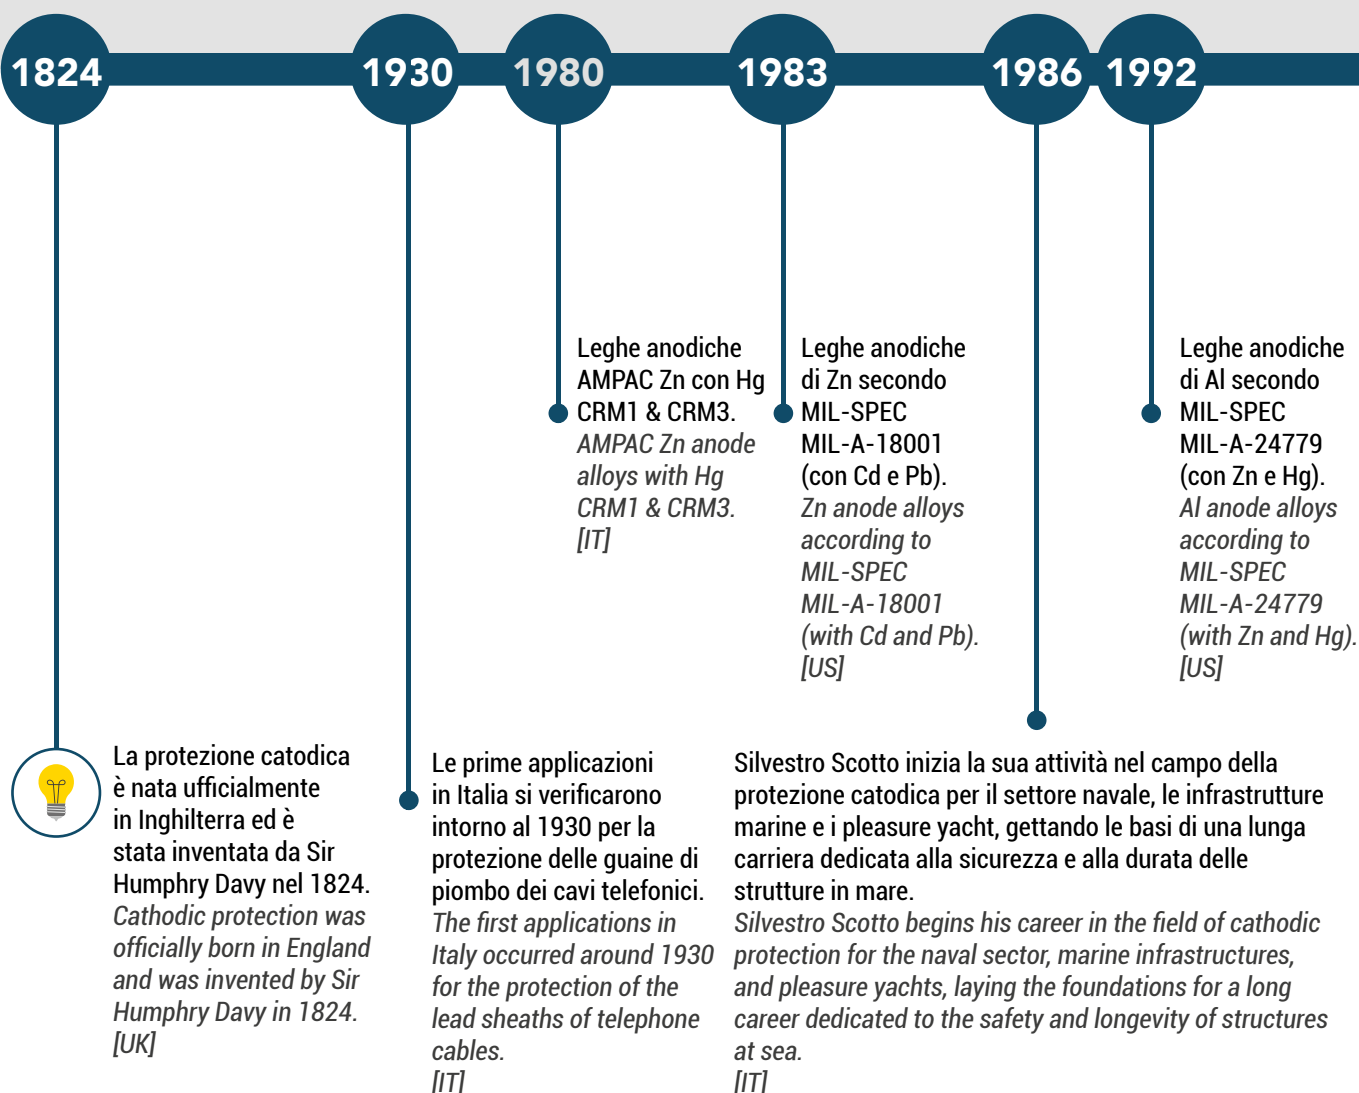 1824
1930
1980
1983
1986
1992
Leghe anodiche
AMPAC Zn con Hg
CRM1 & CRM3.
AMPAC Zn anode
alloys with Hg
CRM1 & CRM3.
[IT]
Leghe anodiche
di Zn secondo
MIL-SPEC
MIL-A-18001
(con Cd e Pb).
Zn anode alloys
according to
MIL-SPEC
MIL-A-18001
(with Cd and Pb).
[US]
Leghe anodiche
di Al secondo
MIL-SPEC
MIL-A-24779
(con Zn e Hg).
Al anode alloys
according to
MIL-SPEC
MIL-A-24779
(with Zn and Hg).
[US]
La protezione catodica
è nata ufficialmente
in Inghilterra ed è
stata inventata da Sir
Humphry Davy nel 1824.
Cathodic protection was
officially born in England
and was invented by Sir
Humphry Davy in 1824.
[UK]
Le prime applicazioni
in Italia si verificarono
intorno al 1930 per la
protezione delle guaine di
piombo dei cavi telefonici.
The first applications in
Italy occurred around 1930
for the protection of the
lead sheaths of telephone
cables.
[IT]
Silvestro Scotto inizia la sua attività nel campo della
protezione catodica per il settore navale, le infrastrutture
marine e i pleasure yacht, gettando le basi di una lunga
carriera dedicata alla sicurezza e alla durata delle
strutture in mare.
Silvestro Scotto begins his career in the field of cathodic
protection for the naval sector, marine infrastructures,
and pleasure yachts, laying the foundations for a long
career dedicated to the safety and longevity of structures
at sea.
[IT]